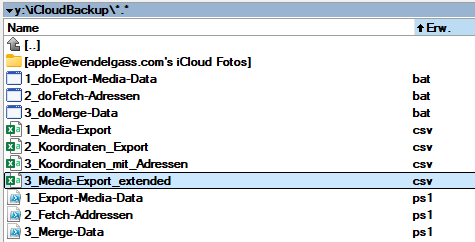 y:\iCloudBackup\*.*
Name Erw.
[..]
[apple@wendelgass.com's iCloud Fotos]
1_doExport-Media-Data bat
2_doFetch-Adressen bat
3_doMerge-Data bat
1_Media-Export csv
2_Koordinaten_Export csv
3_Koordinaten_mit_Adressen csv
3_Media-Export_extended csv
1_Export-Media-Data ps1
2_Fetch-Addressen ps1
3_Merge-Data ps1